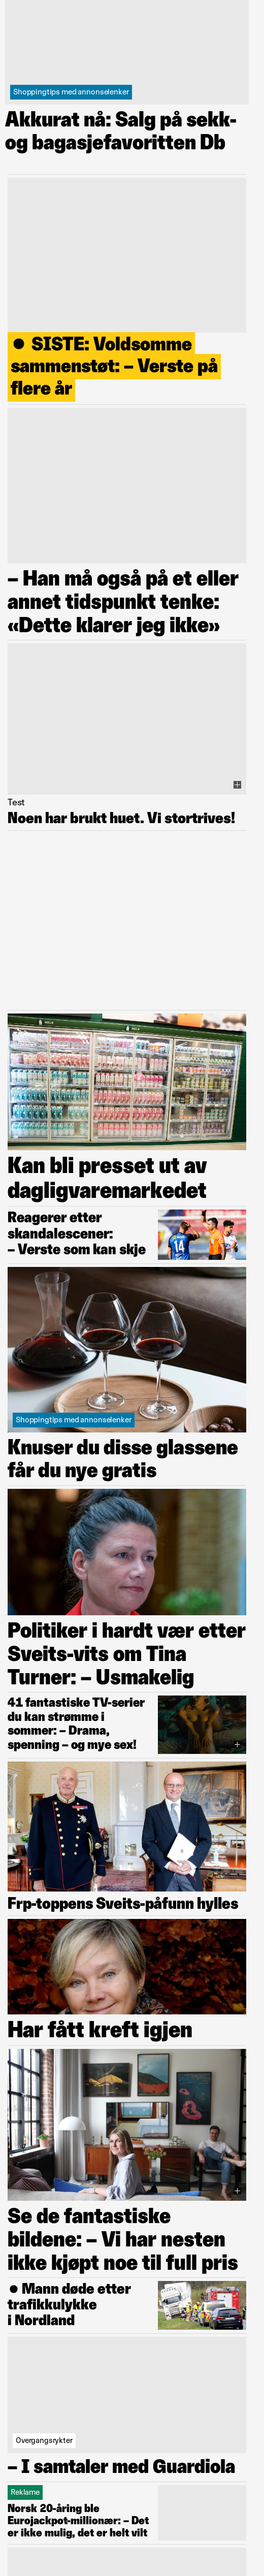 Shoppingtips med annonselenker
Akkurat nå: Salg på sekk-
og bagasjefavoritten Db
SISTE: Voldsomme
sammenstøt: – Verste på
flere år
– Han må også på et eller
annet tidspunkt tenke:
«Dette klarer jeg ikke»
Test
Noen har brukt huet. Vi stortrives!
Kan bli presset ut av
dagligvaremarkedet
Reagerer etter
skandalescener:
– Verste som kan skje
14
Shoppingtips med annonselenker
Knuser du disse glassene
får du nye gratis
Politiker i hardt vær etter
Sveits-vits om Tina
Turner: – Usmakelig
41 fantastiske TV-serier
du kan strømme i
sommer: – Drama,
spenning – og mye sex!
Frp-toppens Sveits-påfunn hylles
Har fått kreft igjen
Se de fantastiske
bildene: – Vi har nesten
ikke kjøpt noe til full pris
Mann døde etter
trafikkulykke
i Nordland
Overgangsrykter
– I samtaler med Guardiola
Reklame
Norsk 20-åring ble
Eurojackpot-millionær: – Det
er ikke mulig, det er helt vilt